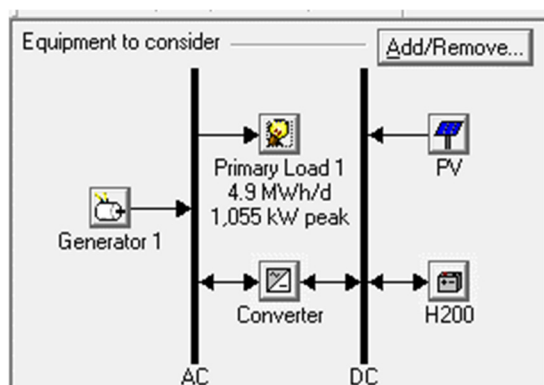 Equipment to consider
Add/Remove...
Primary Load 1
4.9 MWh/d
1,055 kW peak
PV
Generator 1
Converter
H200
AC
DC